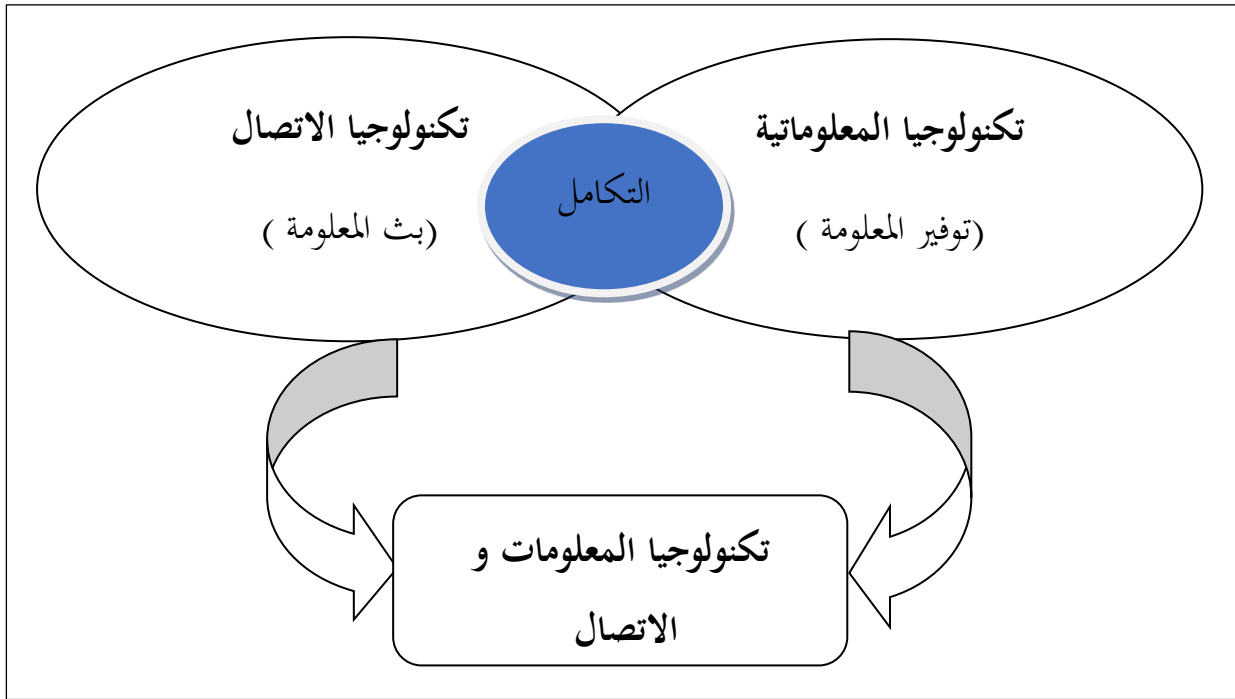 تكنولوجيا المعلوماتية
(توفير المعلومة )
التكامل
تكنولوجيا الاتصال
(بث المعلومة )
تكنولوجيا المعلومات و
الاتصال